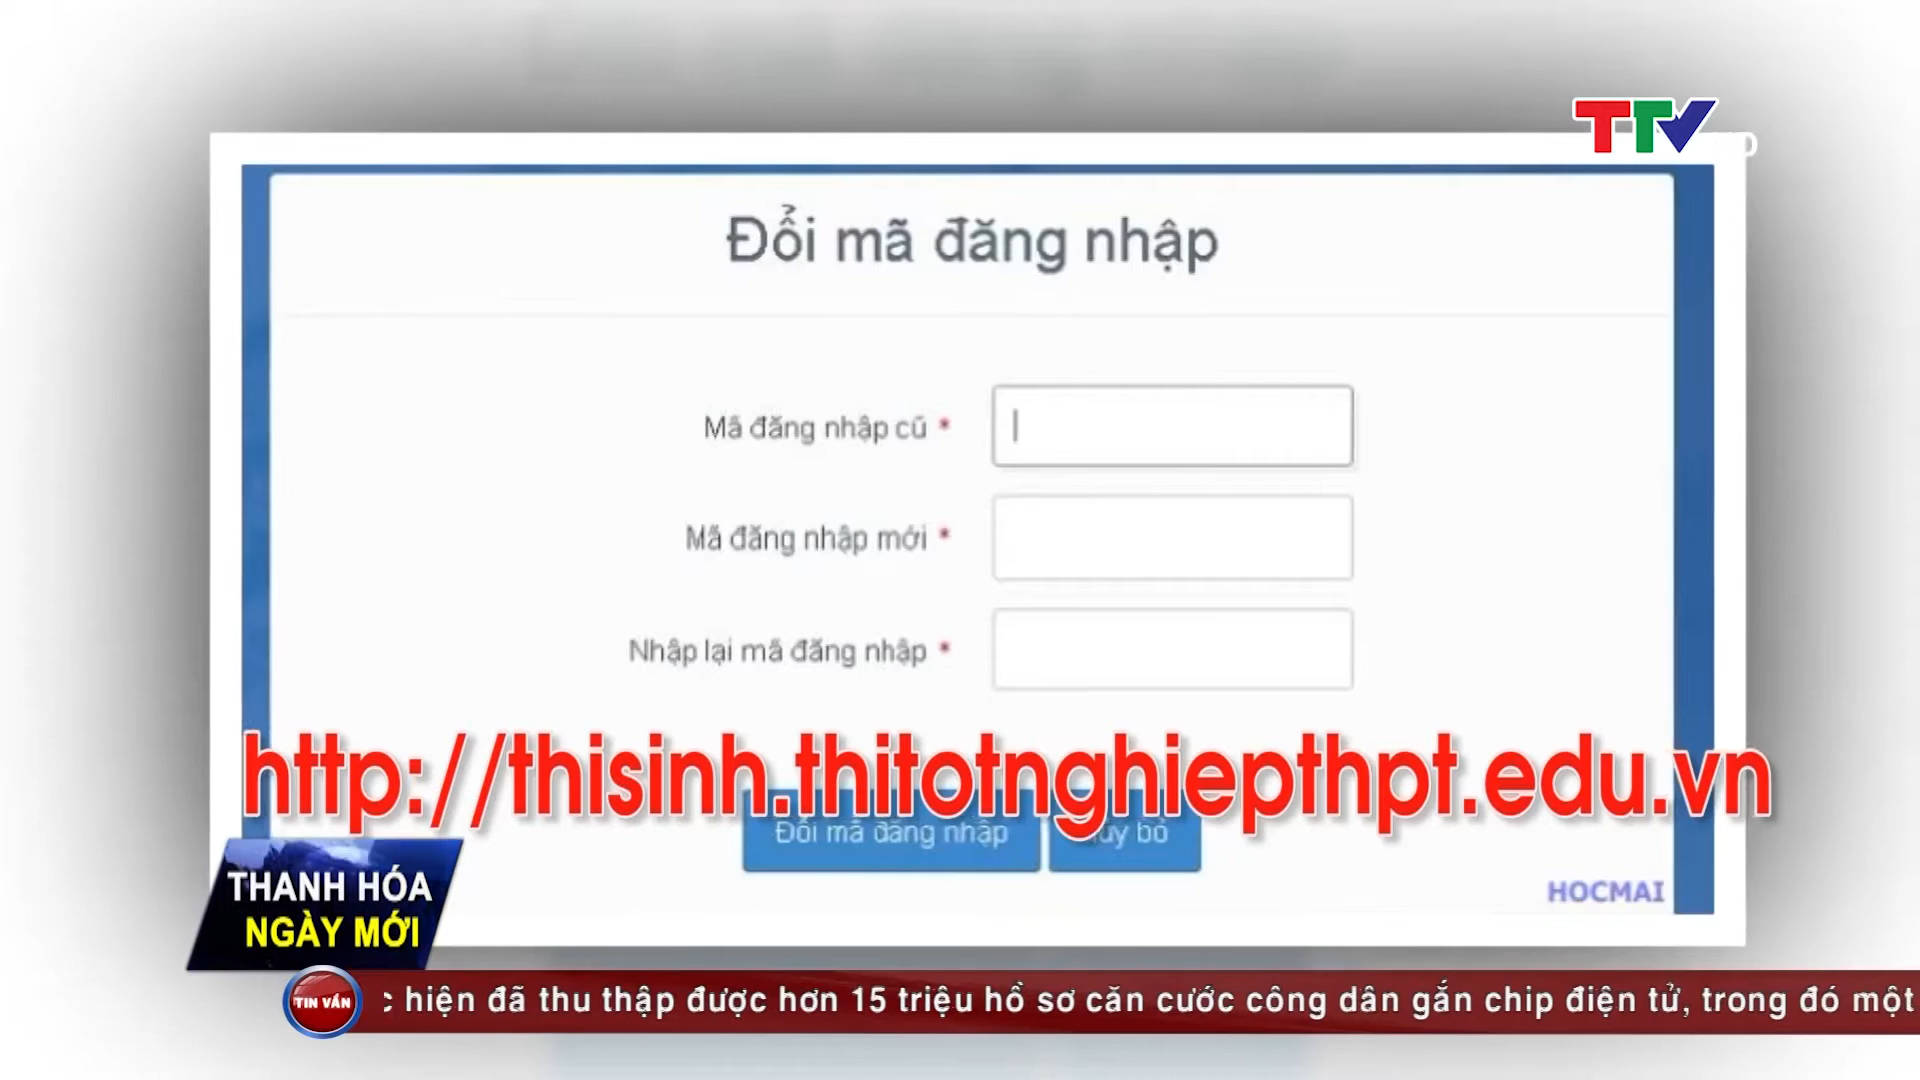 TTV
Đổi mã đăng nhập
Mã đăng nhập cũ *
Mã đăng nhập mới *
Nhập lại mã đăng nhập *
http://thisinh.thitotnghiepthpt.edu.vn
Đổi mã đăng nhập
bỏ
HOCMAI
THANH HÓA
NGÀY MỚI
TIN VẮN
hiện đã thu thập được hơn 15 triệu hồ sơ căn cước công dân gắn chip điện tử, trong đó một